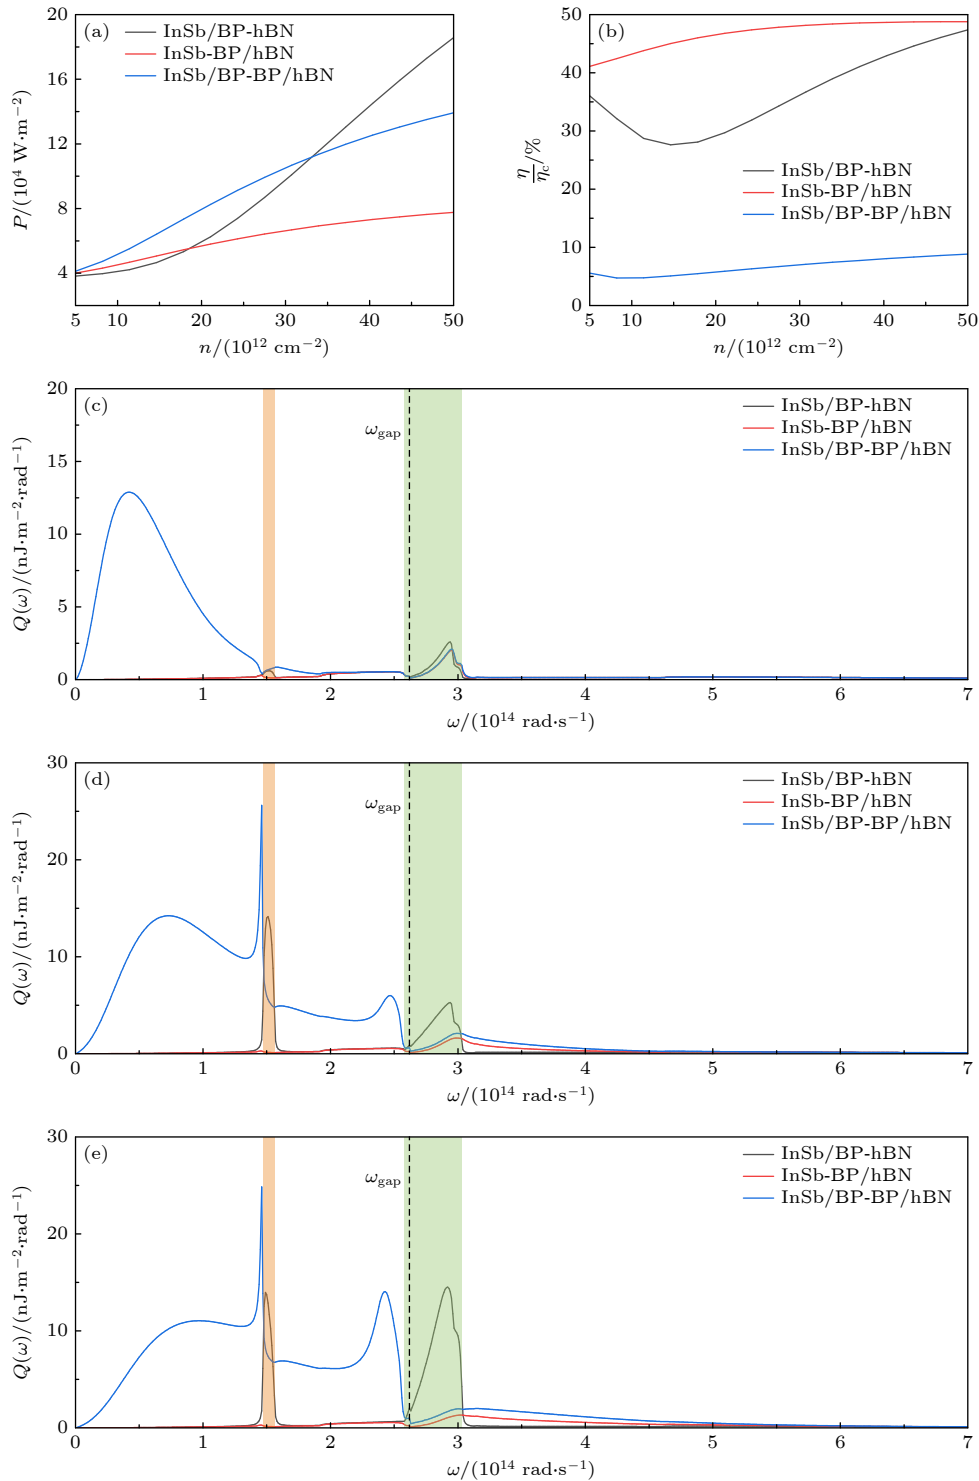 (a)
InSb/BP-hBN
InSb-BP/hBN
InSb/BP-BP/hBN
20
16
12
8
4
P/(10⁴ W·m⁻²)
5 10 20 30 40 50
n/(10¹² cm⁻²)
(b)
50
40
30
20
10
0
η/ηc/%
InSb/BP-hBN
InSb-BP/hBN
InSb/BP-BP/hBN
5 10 20 30 40 50
n/(10¹² cm⁻²)
(c)
ω_gap
InSb/BP-hBN
InSb-BP/hBN
InSb/BP-BP/hBN
20
15
10
5
0
Q(ω)/(nJ·m⁻²·rad⁻¹)
0 1 2 3 4 5 6 7
ω/(10¹⁴ rad·s⁻¹)
(d)
ω_gap
InSb/BP-hBN
InSb-BP/hBN
InSb/BP-BP/hBN
30
20
10
0
Q(ω)/(nJ·m⁻²·rad⁻¹)
0 1 2 3 4 5 6 7
ω/(10¹⁴ rad·s⁻¹)
(e)
ω_gap
InSb/BP-hBN
InSb-BP/hBN
InSb/BP-BP/hBN
30
20
10
0
Q(ω)/(nJ·m⁻²·rad⁻¹)
0 1 2 3 4 5 6 7
ω/(10¹⁴ rad·s⁻¹)